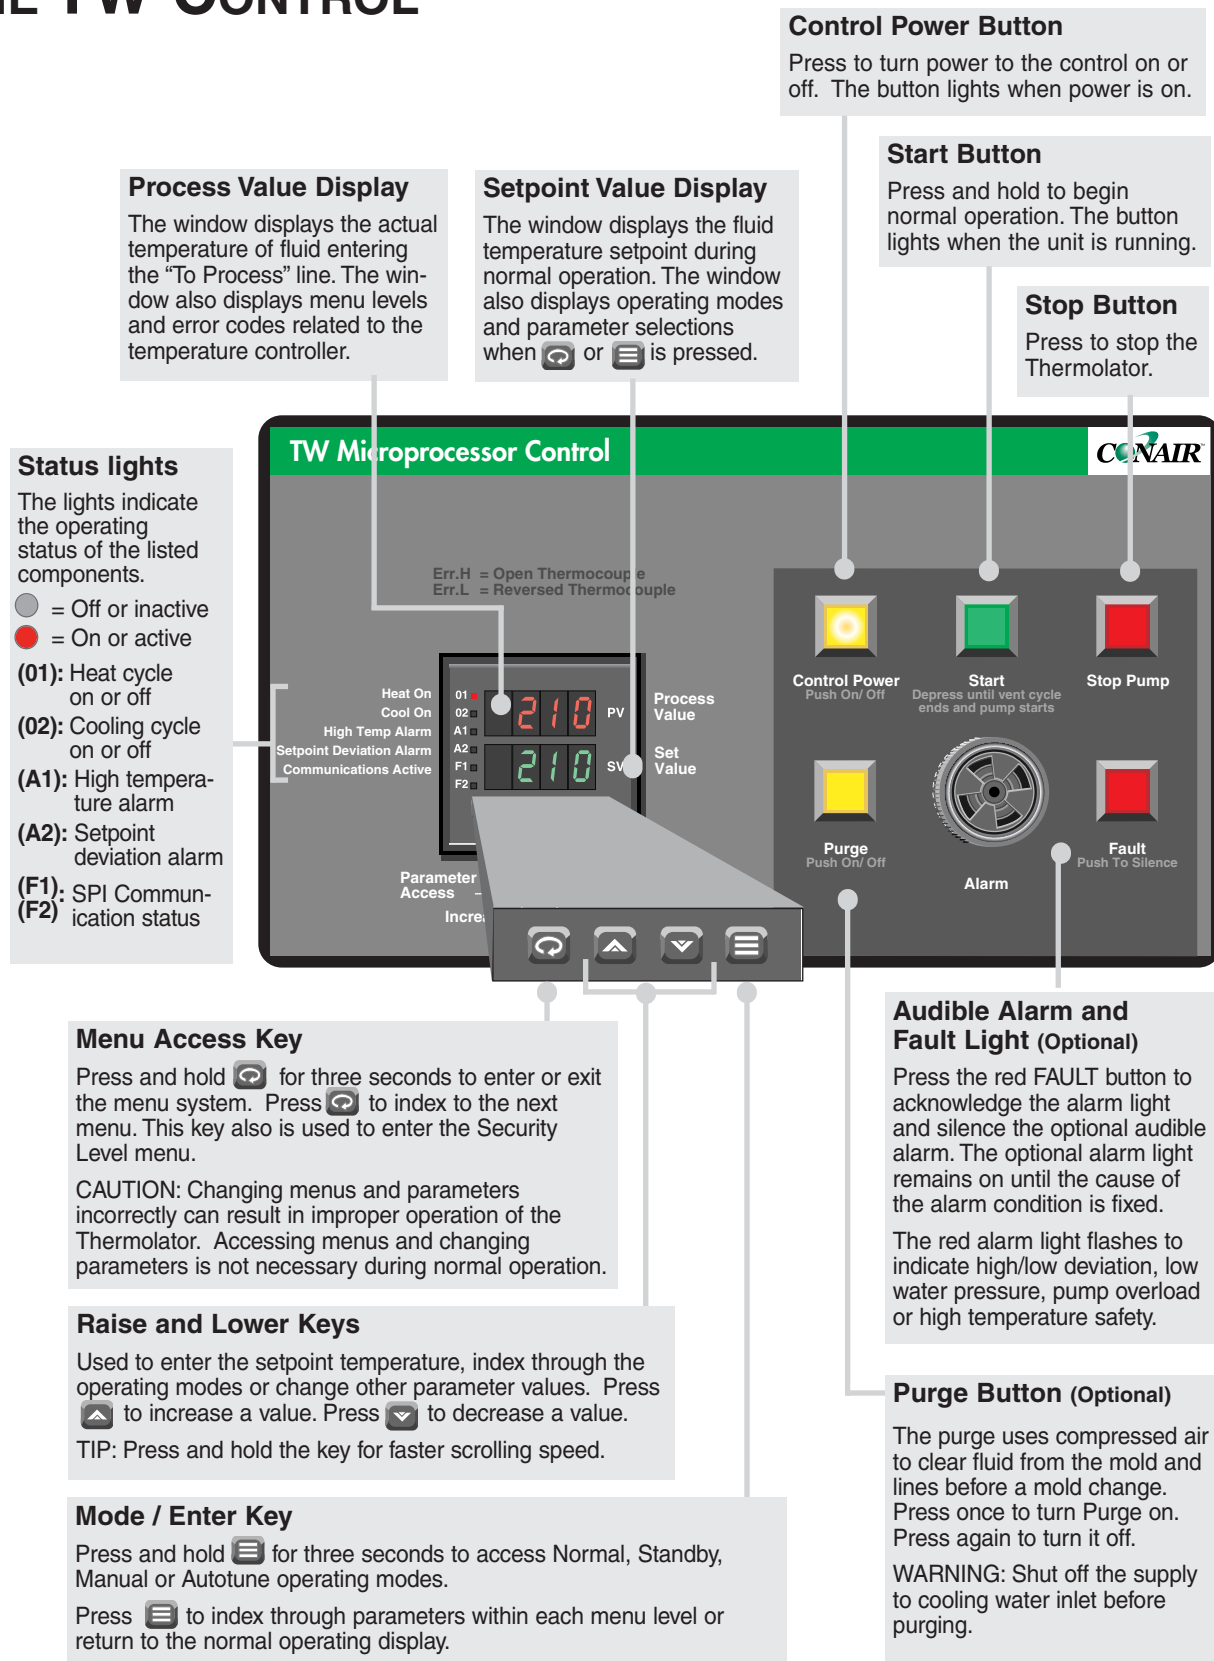 TW CONTROL
Control Power Button
Press to turn power to the control on or
off. The button lights when power is on.
Start Button
Press and hold to begin
normal operation. The button
lights when the unit is running.
Process Value Display
The window displays the actual
temperature of fluid entering
the “To Process” line. The win-
dow also displays menu levels
and error codes related to the
temperature controller.
Setpoint Value Display
The window displays the fluid
temperature setpoint during
normal operation. The window
also displays operating modes
and parameter selections
when or is pressed.
Stop Button
Press to stop the
Thermolator.
Status lights
The lights indicate
the operating
status of the listed
components.
= Off or inactive
= On or active
(01): Heat cycle
on or off
(02): Cooling cycle
on or off
(A1): High tempera-
ture alarm
(A2): Setpoint
deviation alarm
(F1): SPI Commun-
(F2) ication status
TW Microprocessor Control
CONAIR
Err.H = Open Thermocouple
Err.L = Reversed Thermocouple
Heat On 01
Cool On 02
High Temp Alarm A1
Setpoint Deviation Alarm A2
Communications Active F1
F2
210 PV
210 SV
Process
Value
Set
Value
Parameter
Access
Control Power
Push On/ Off
Start
Depress until vent cycle
ends and pump starts
Stop Pump
Purge
Push On/ Off
Alarm
Fault
Push To Silence
Menu Access Key
Press and hold for three seconds to enter or exit
the menu system. Press to index to the next
menu. This key also is used to enter the Security
Level menu.
CAUTION: Changing menus and parameters
incorrectly can result in improper operation of the
Thermolator. Accessing menus and changing
parameters is not necessary during normal operation.
Raise and Lower Keys
Used to enter the setpoint temperature, index through the
operating modes or change other parameter values. Press
to increase a value. Press to decrease a value.
TIP: Press and hold the key for faster scrolling speed.
Mode / Enter Key
Press and hold for three seconds to access Normal, Standby,
Manual or Autotune operating modes.
Press to index through parameters within each menu level or
return to the normal operating display.
Audible Alarm and
Fault Light (Optional)
Press the red FAULT button to
acknowledge the alarm light
and silence the optional audible
alarm. The optional alarm light
remains on until the cause of
the alarm condition is fixed.
The red alarm light flashes to
indicate high/low deviation, low
water pressure, pump overload
or high temperature safety.
Purge Button (Optional)
The purge uses compressed air
to clear fluid from the mold and
lines before a mold change.
Press once to turn Purge on.
Press again to turn it off.
WARNING: Shut off the supply
to cooling water inlet before
purging.